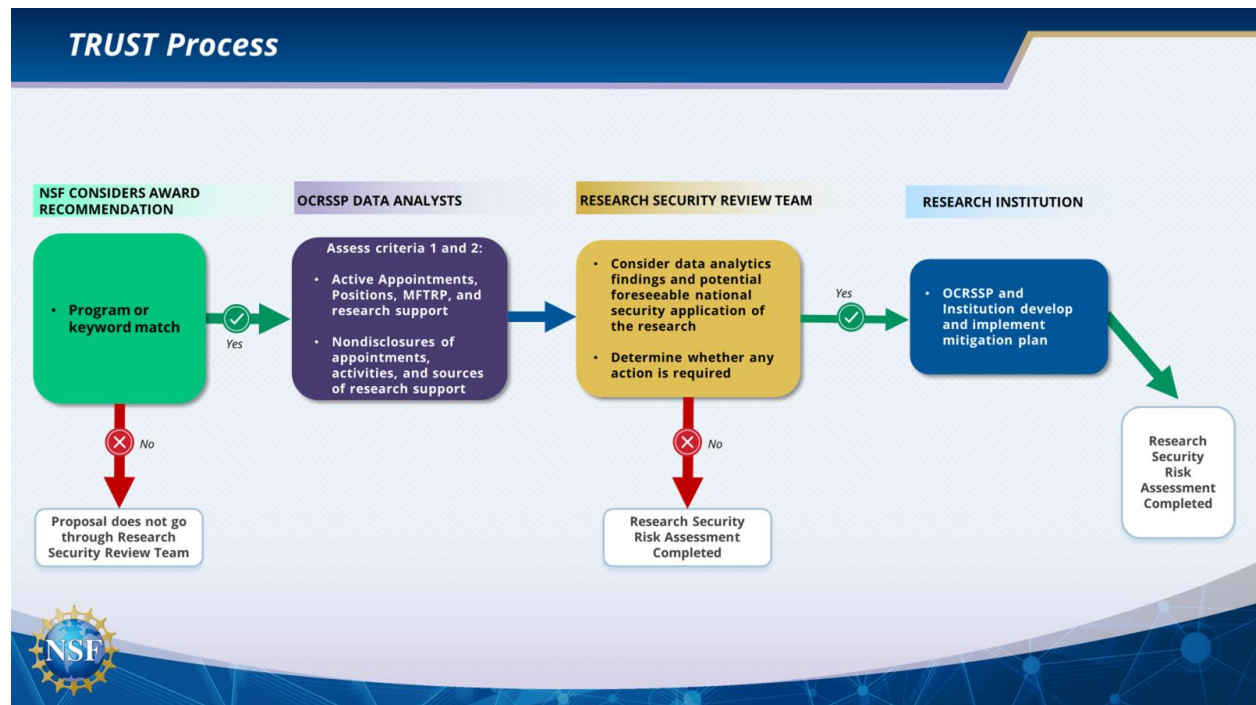 TRUST Process
NSF CONSIDERS AWARD
RECOMMENDATION
• Program or
keyword match
Yes
No
Proposal does not go
through Research
Security Review Team
OCRSSP DATA ANALYSTS
Assess criteria 1 and 2:
• Active Appointments,
Positions, MFTRP, and
research support
• Nondisclosures of
appointments,
activities, and sources
of research support
RESEARCH SECURITY REVIEW TEAM
• Consider data analytics
findings and potential
foreseeable national
security application of
the research
• Determine whether any
action is required
Yes
No
Research Security
Risk Assessment
Completed
RESEARCH INSTITUTION
• OCRSSP and
Institution develop
and implement
mitigation plan
Research
Security
Risk
Assessment
Completed
NSF